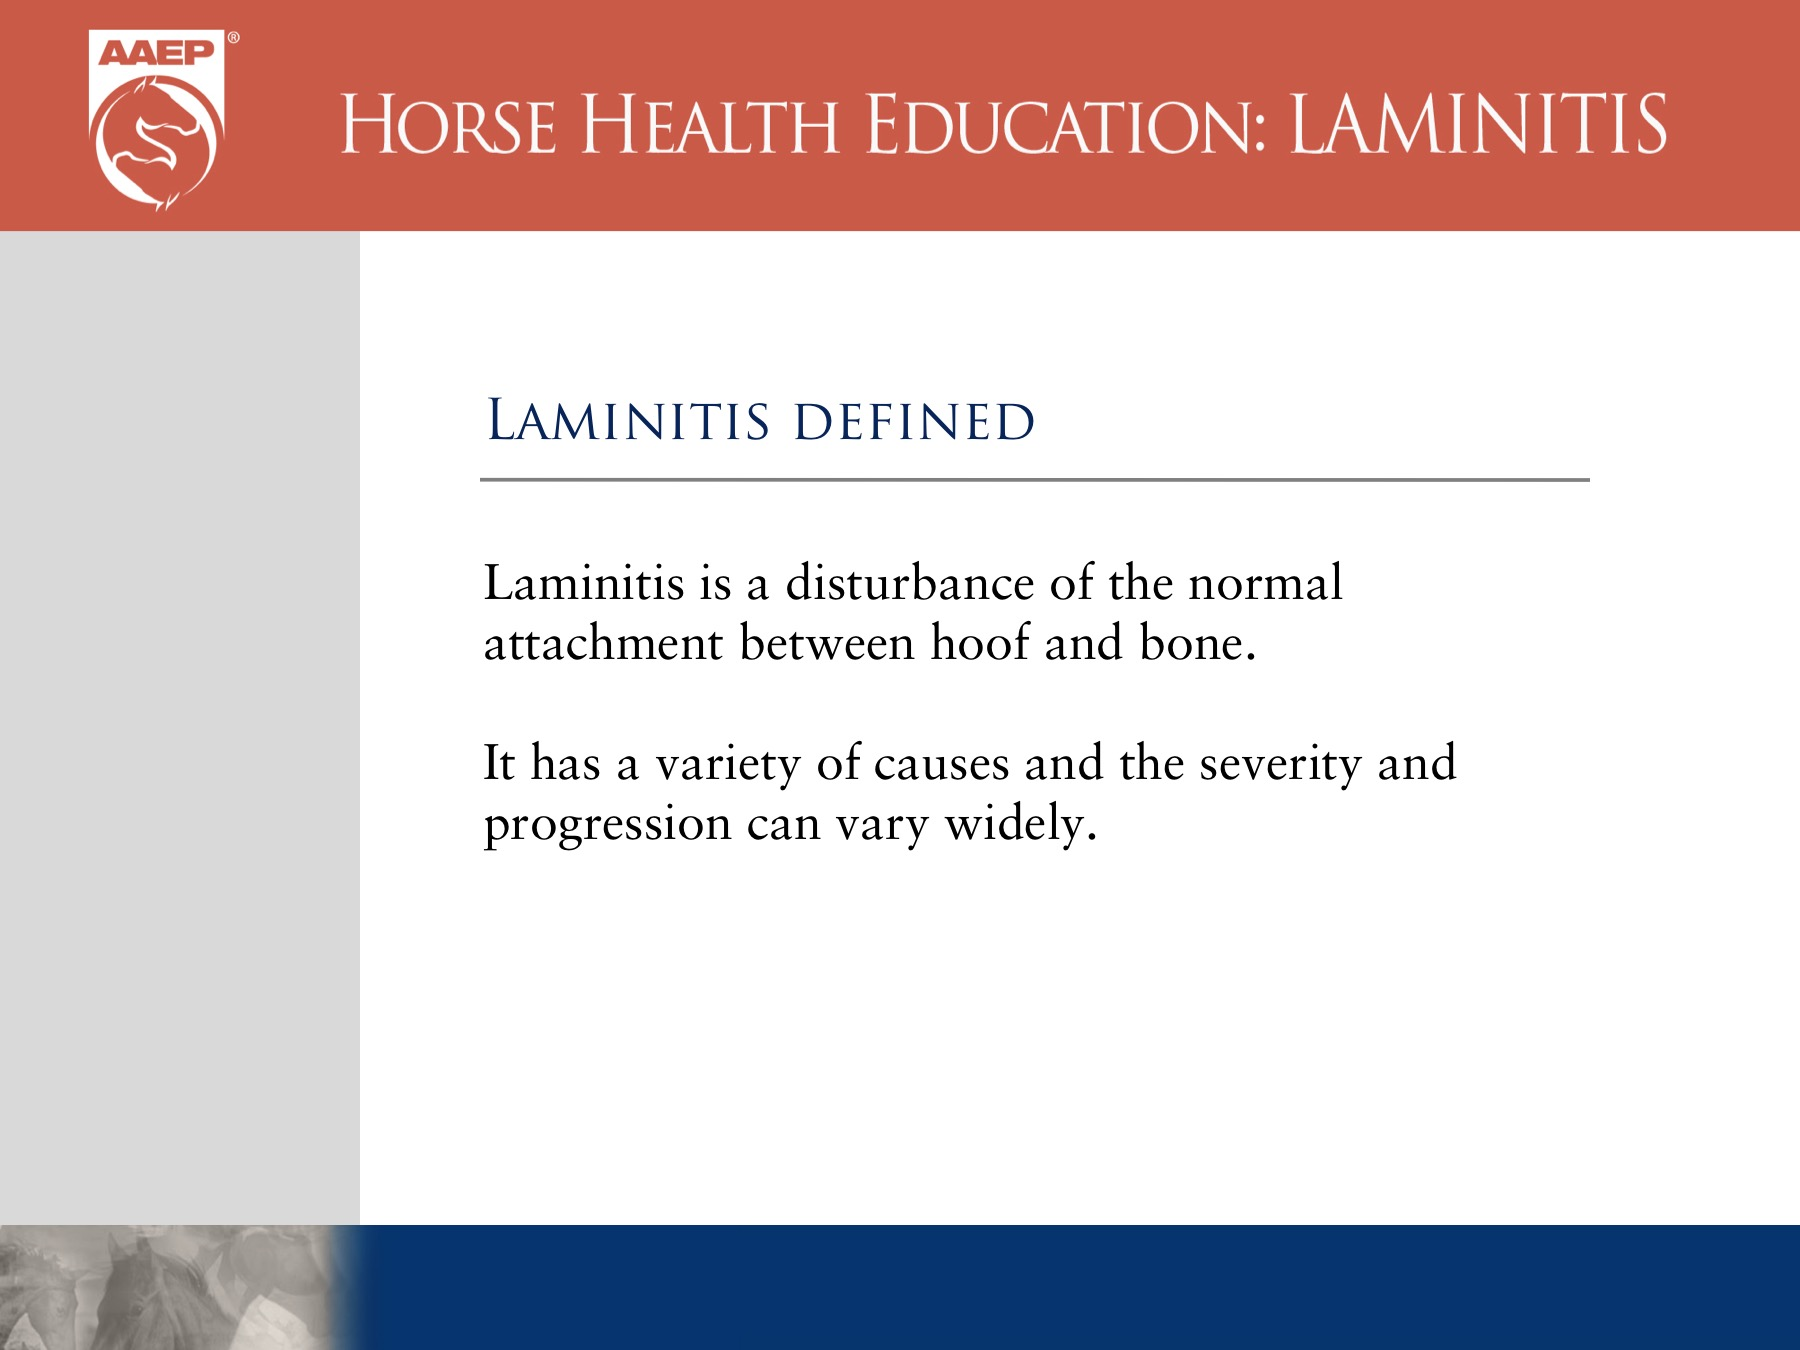 AAEP®
HORSE HEALTH EDUCATION: LAMINITIS
LAMINITIS DEFINED
Laminitis is a disturbance of the normal
attachment between hoof and bone.
It has a variety of causes and the severity and
progression can vary widely.